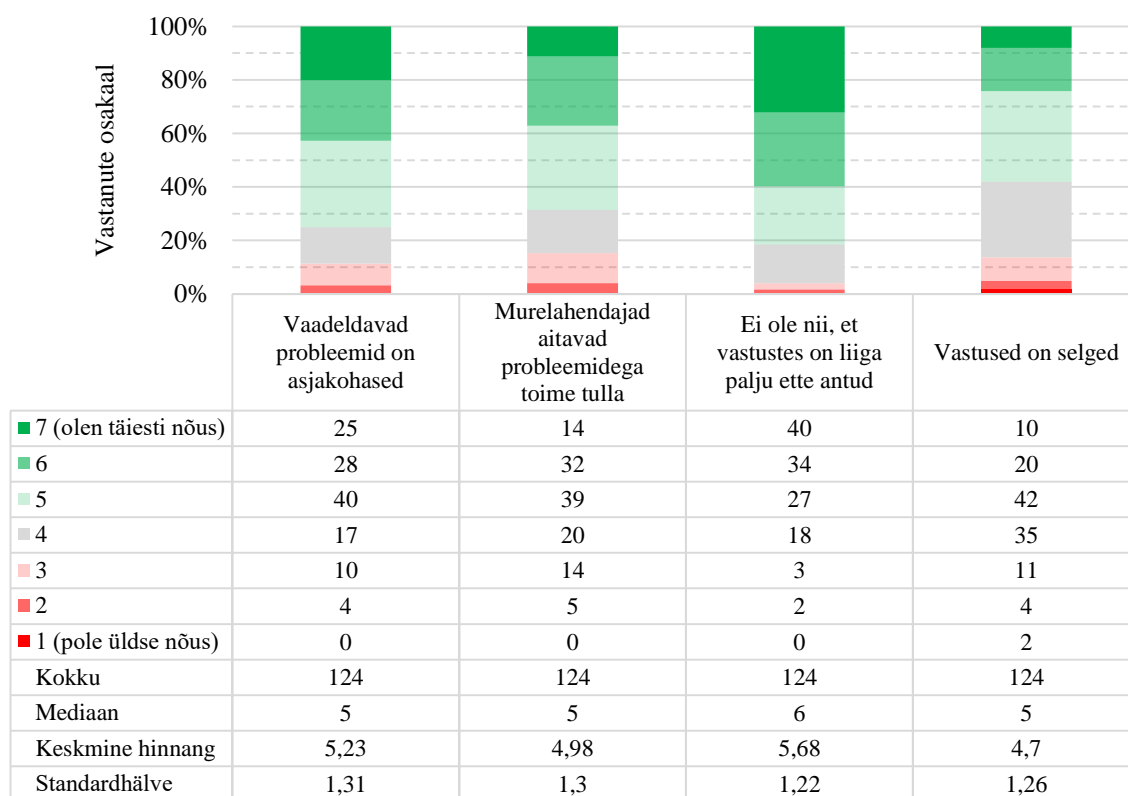 100%
80%
60%
40%
20%
0%
Vastanute osakaal
Vaadeldavad
probleemid on
asjakohased
Murelahendajad
aitavad
probleemidega
toime tulla
Ei ole nii, et
vastustes on liiga
palju ette antud
Vastused on selged
7 (olen täiesti nõus) 25 14 40 10
6 28 32 34 20
5 40 39 27 42
4 17 20 18 35
3 10 14 3 11
2 4 5 2 4
1 (pole üldse nõus) 0 0 0 2
Kokku 124 124 124 124
Mediaan 5 5 6 5
Keskmine hinnang 5,23 4,98 5,68 4,7
Standardhälve 1,31 1,3 1,22 1,26